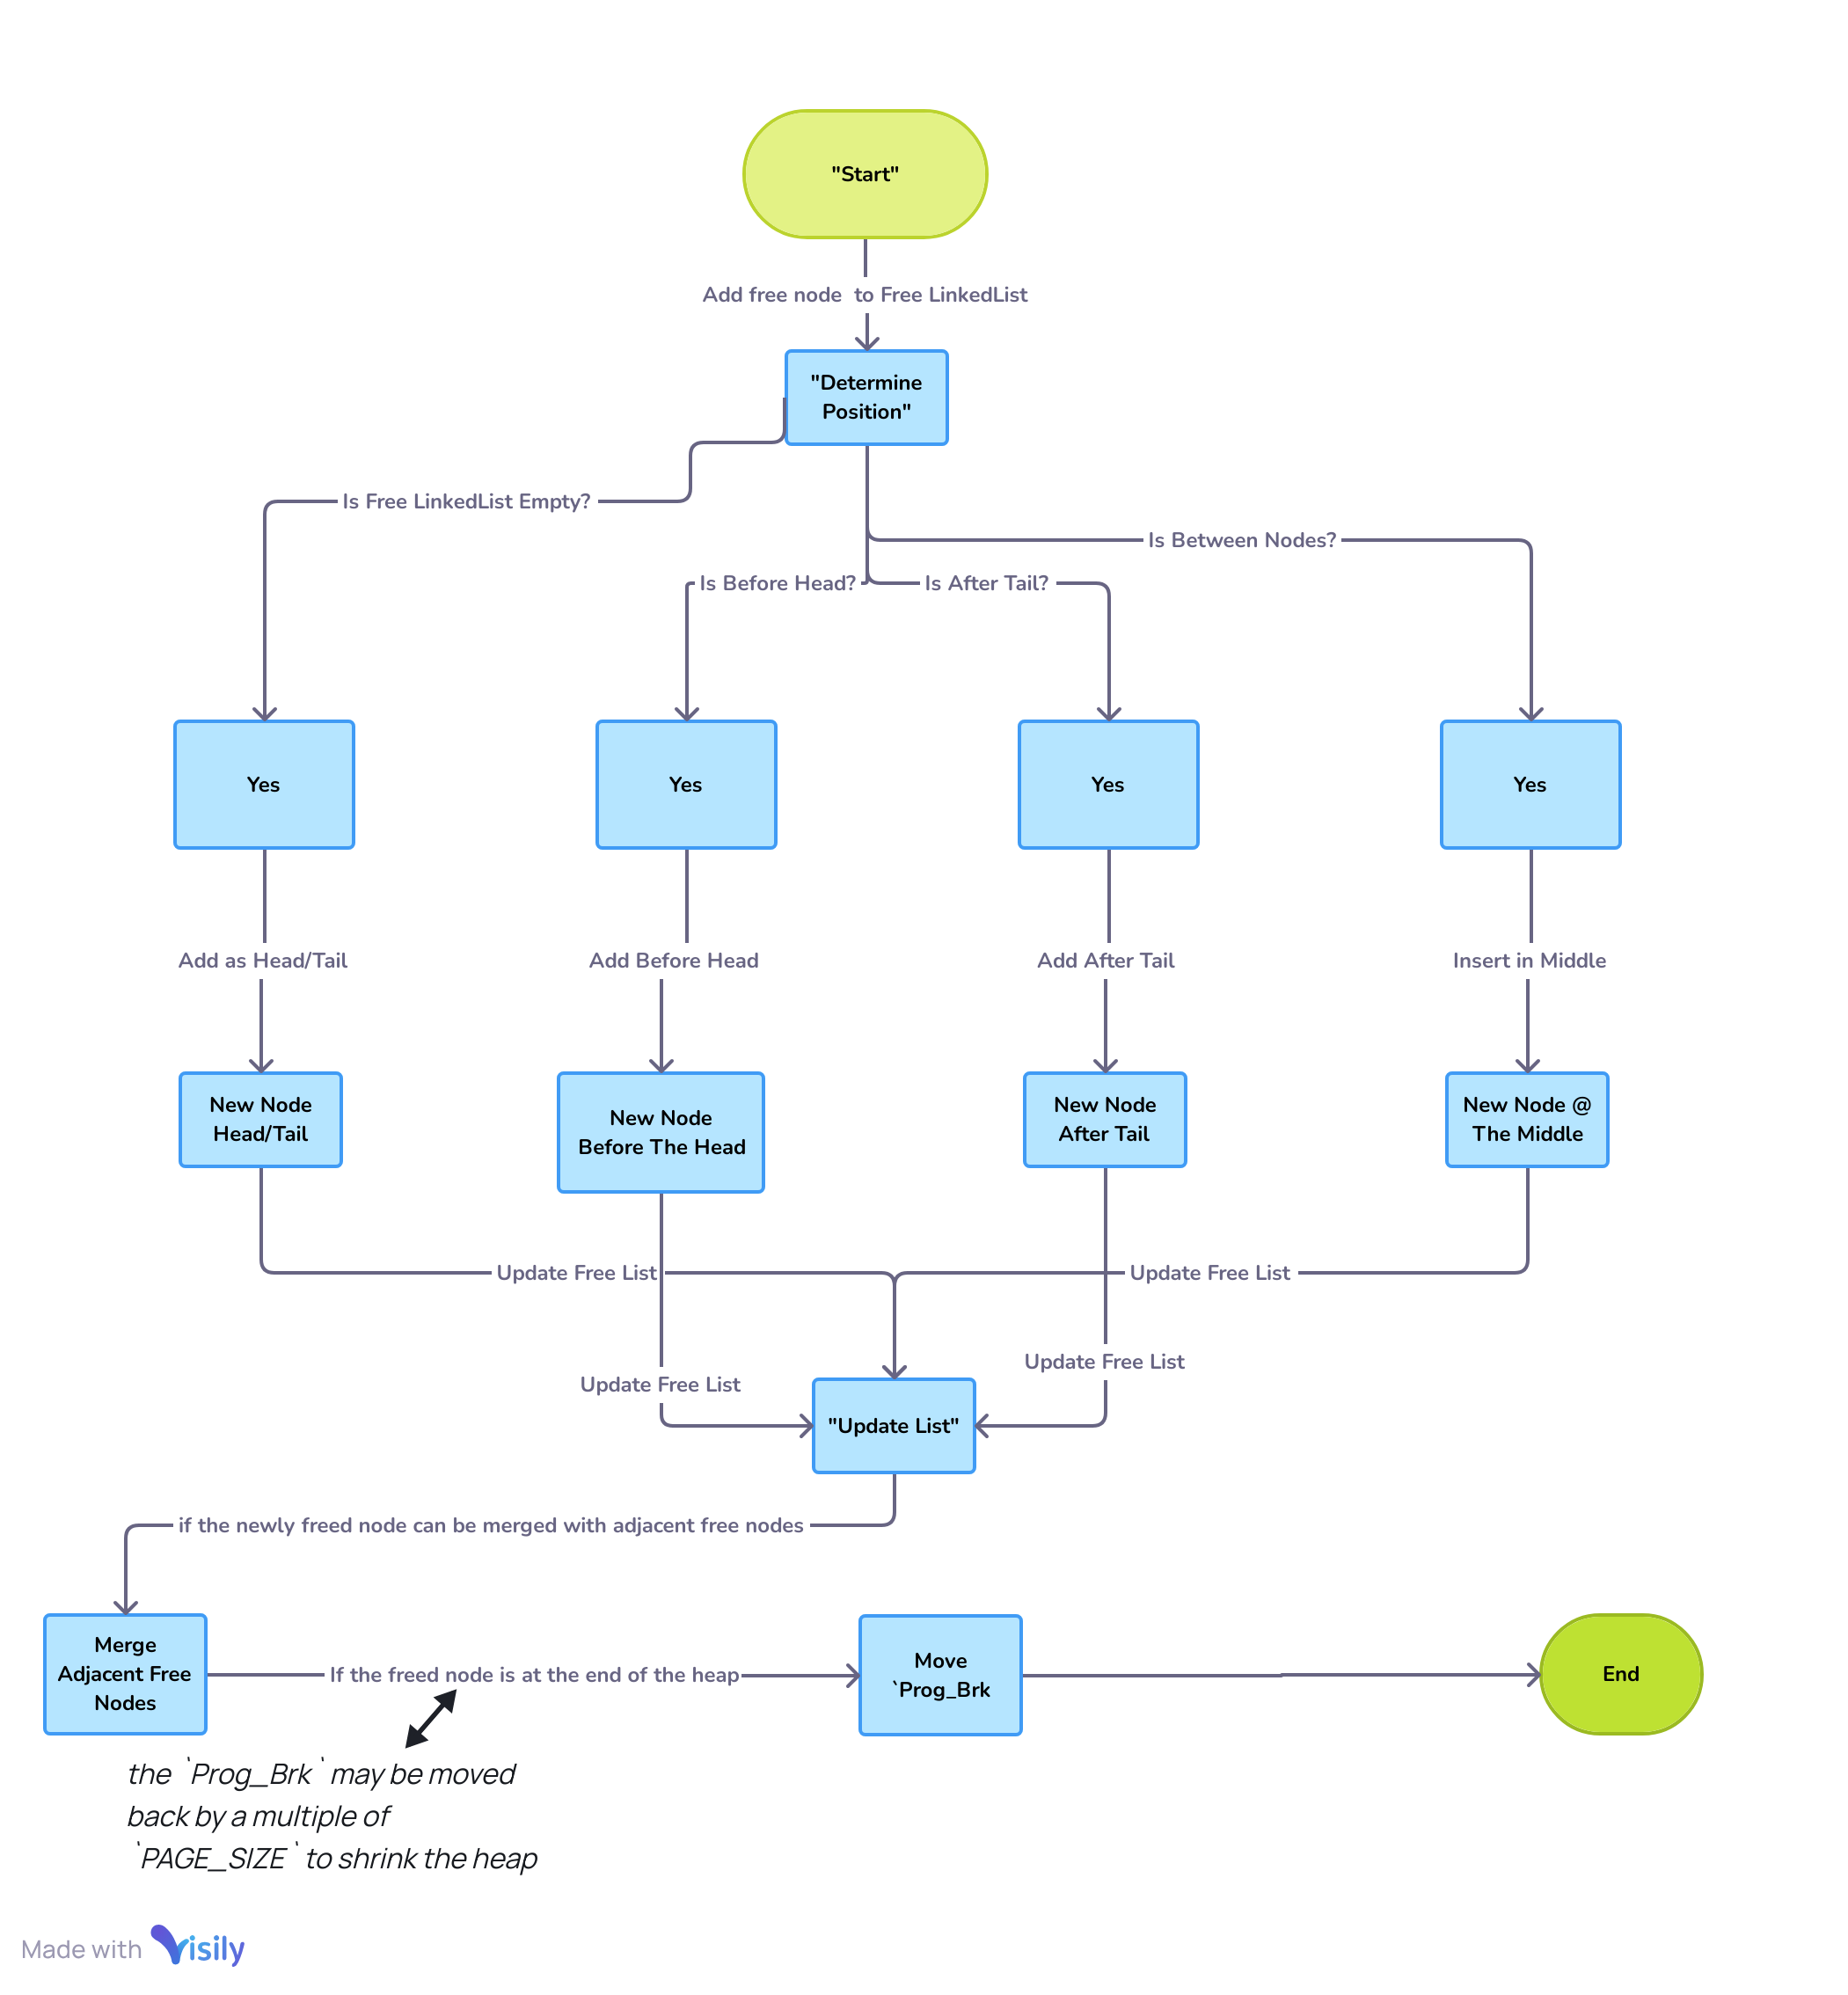 "Start"
Add free node  to Free LinkedList
"Determine
Position"
Is Free LinkedList Empty?
Is Between Nodes?
Is Before Head?
Is After Tail?
Yes
Yes
Yes
Yes
Add as Head/Tail
Add Before Head
Add After Tail
Insert in Middle
New Node
Head/Tail
New Node
Before The Head
New Node
After Tail
New Node @
The Middle
Update Free List
Update Free List
Update Free List
Update Free List
"Update List"
if the newly freed node can be merged with adjacent free nodes
Merge
Adjacent Free
Nodes
If the freed node is at the end of the heap
Move
`Prog_Brk
End
the `Prog_Brk` may be moved
back by a multiple of
`PAGE_SIZE` to shrink the heap
Made with Visily